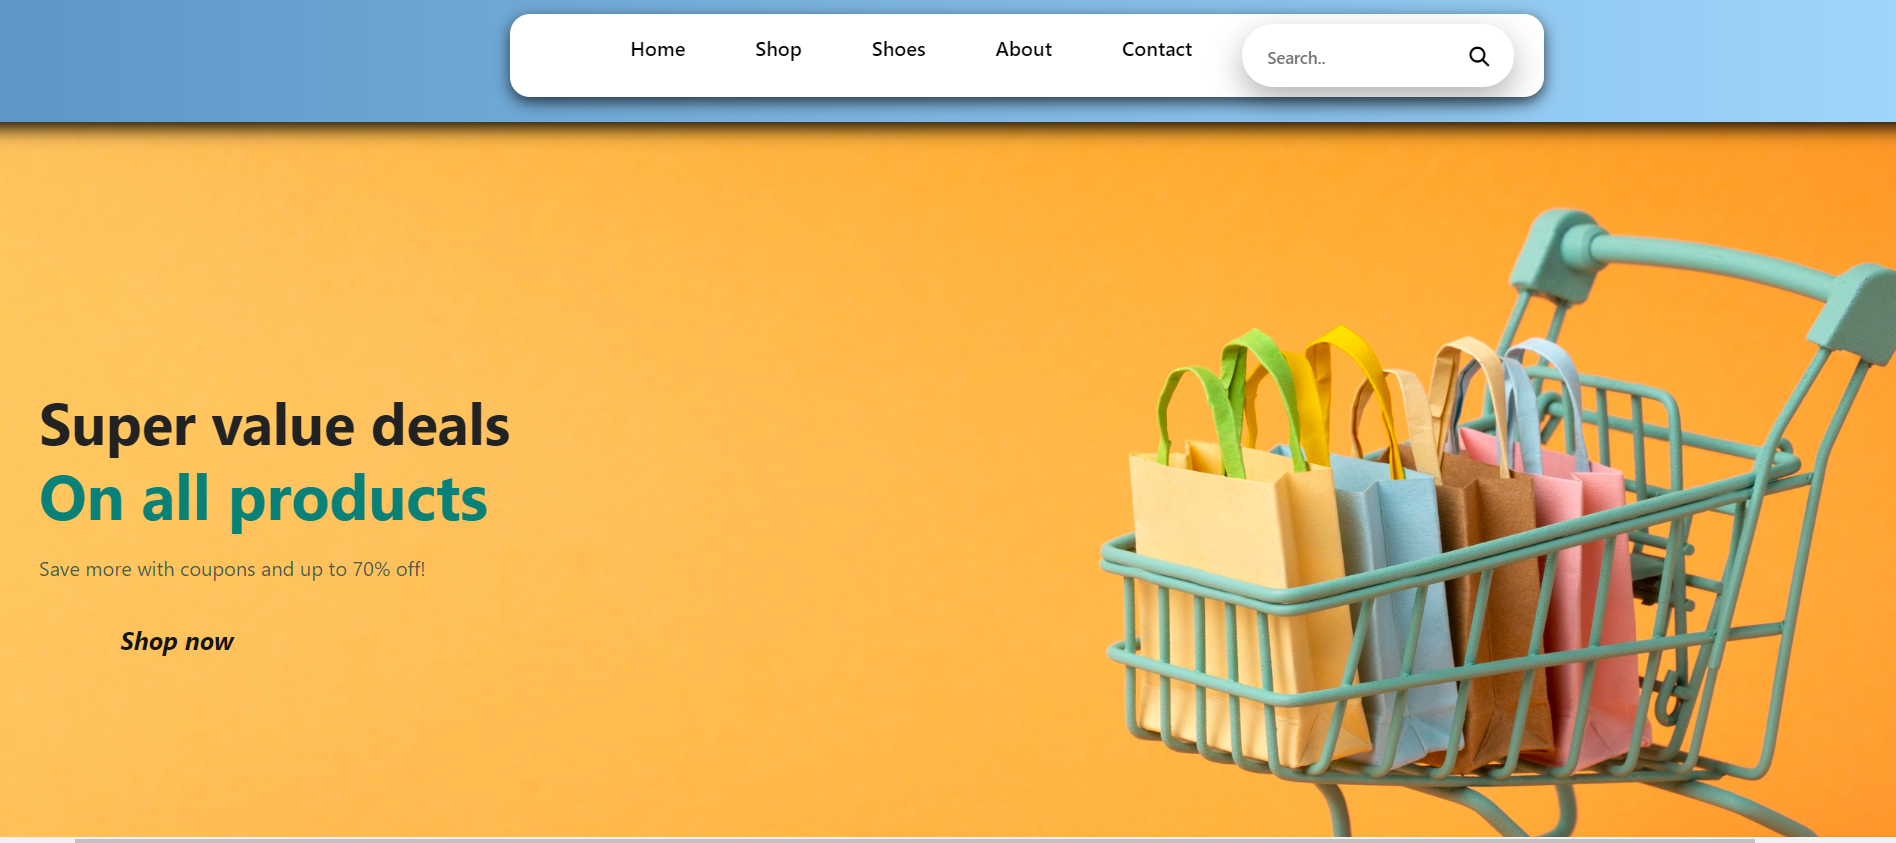 Home Shop Shoes About Contact Search..
Super value deals
On all products
Save more with coupons and up to 70% off!
Shop now